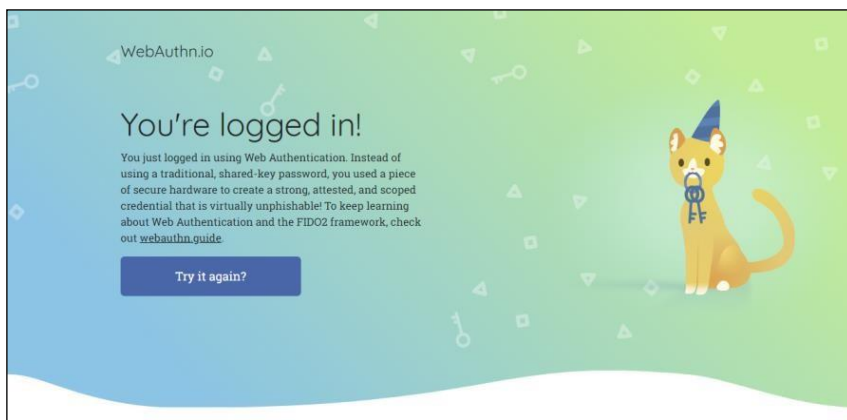 WebAuthn.io
You're logged in!
You just logged in using Web Authentication. Instead of
using a traditional, shared-key password, you used a piece
of secure hardware to create a strong, attested, and scoped
credential that is virtually unphishable! To keep learning
about Web Authentication and the FIDO2 framework, check
out webauthn.guide.
Try it again?